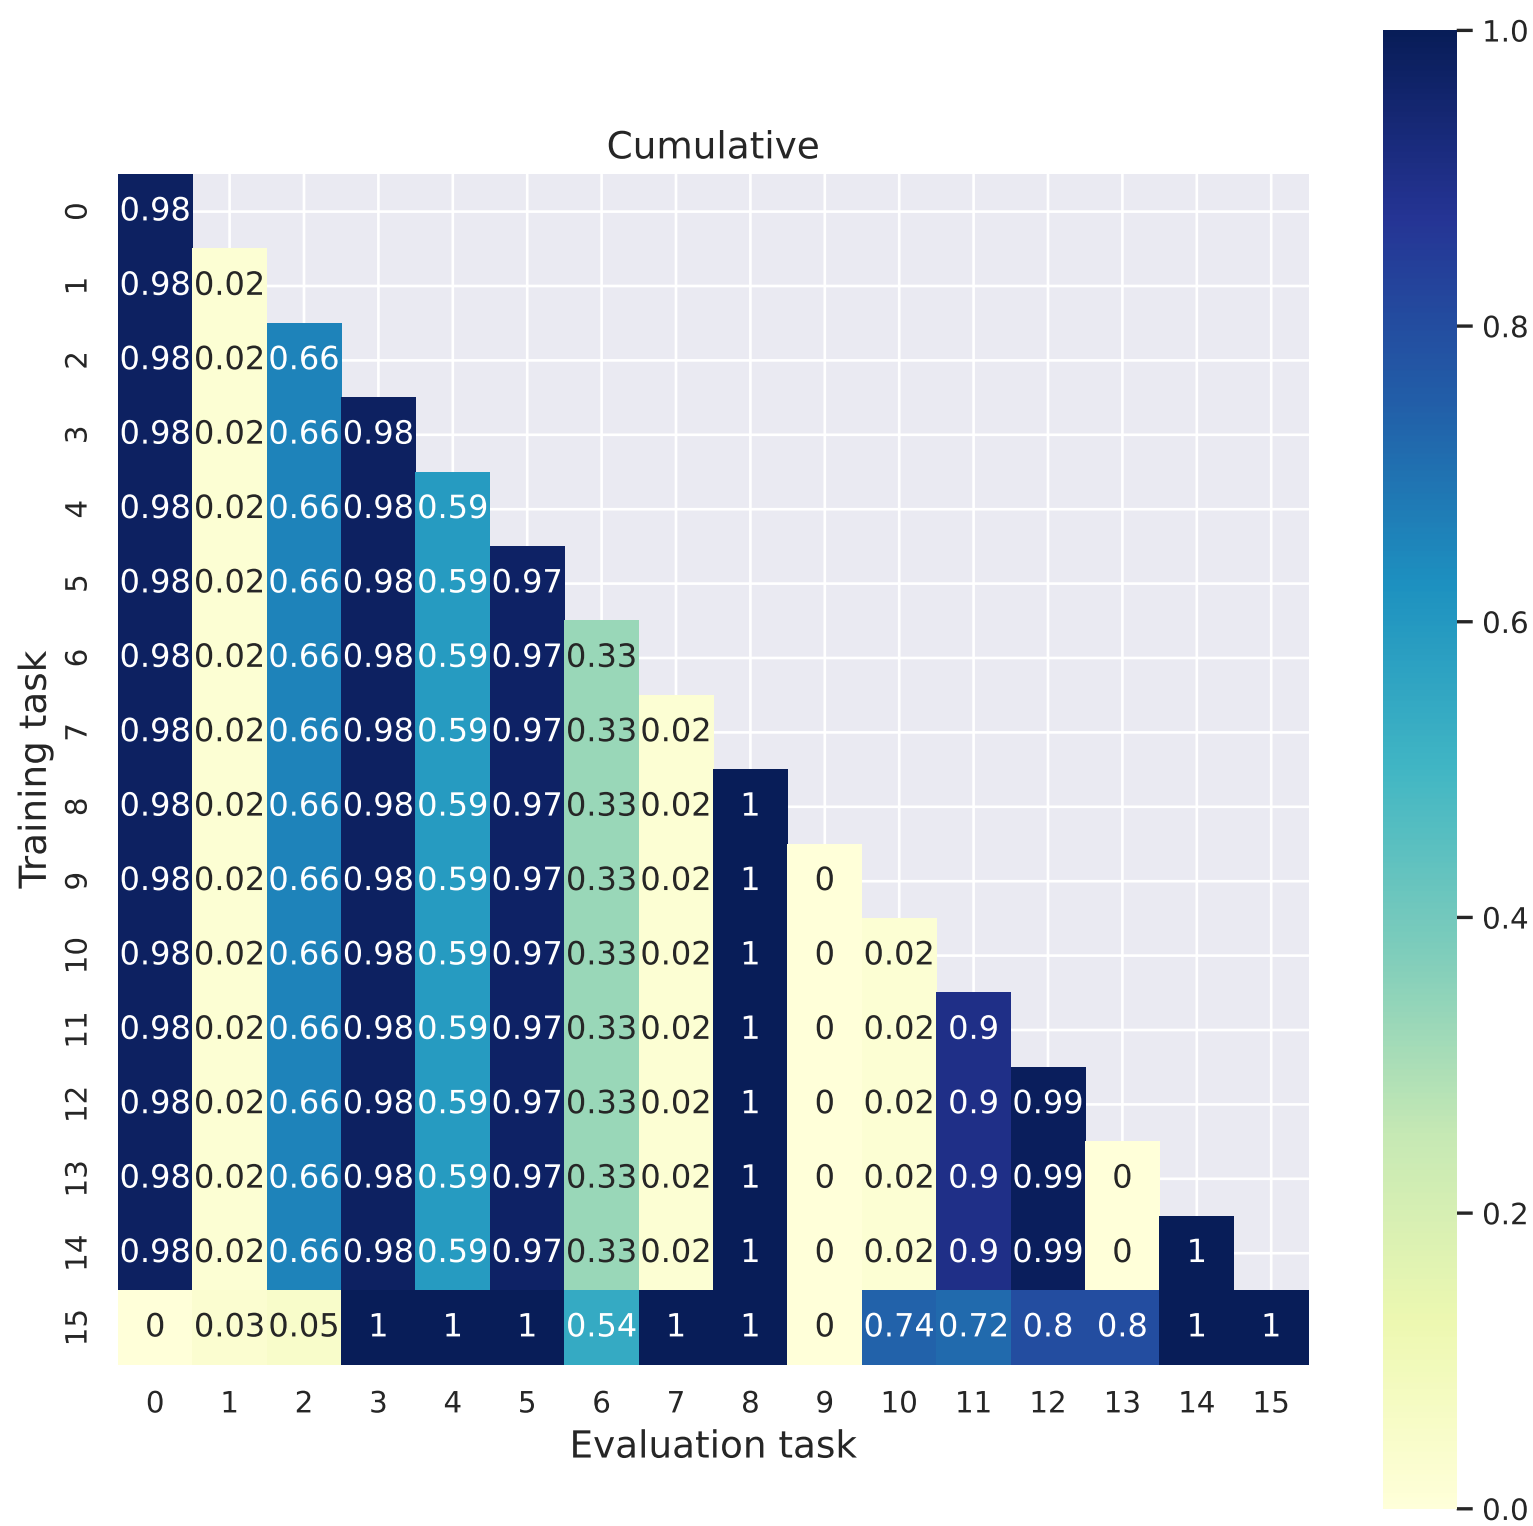 Cumulative
0 0.98
1 0.98 0.02
2 0.98 0.02 0.66
3 0.98 0.02 0.66 0.98
4 0.98 0.02 0.66 0.98 0.59
5 0.98 0.02 0.66 0.98 0.59 0.97
6 0.98 0.02 0.66 0.98 0.59 0.97 0.33
7 0.98 0.02 0.66 0.98 0.59 0.97 0.33 0.02
8 0.98 0.02 0.66 0.98 0.59 0.97 0.33 0.02 1
9 0.98 0.02 0.66 0.98 0.59 0.97 0.33 0.02 1 0
10 0.98 0.02 0.66 0.98 0.59 0.97 0.33 0.02 1 0 0.02
11 0.98 0.02 0.66 0.98 0.59 0.97 0.33 0.02 1 0 0.02 0.9
12 0.98 0.02 0.66 0.98 0.59 0.97 0.33 0.02 1 0 0.02 0.9 0.99
13 0.98 0.02 0.66 0.98 0.59 0.97 0.33 0.02 1 0 0.02 0.9 0.99 0
14 0.98 0.02 0.66 0.98 0.59 0.97 0.33 0.02 1 0 0.02 0.9 0.99 0 1
15 0 0.03 0.05 1 1 1 0.54 1 1 0 0.74 0.72 0.8 0.8 1 1
0 1 2 3 4 5 6 7 8 9 10 11 12 13 14 15
Evaluation task
Training task
1.0
0.8
0.6
0.4
0.2
0.0